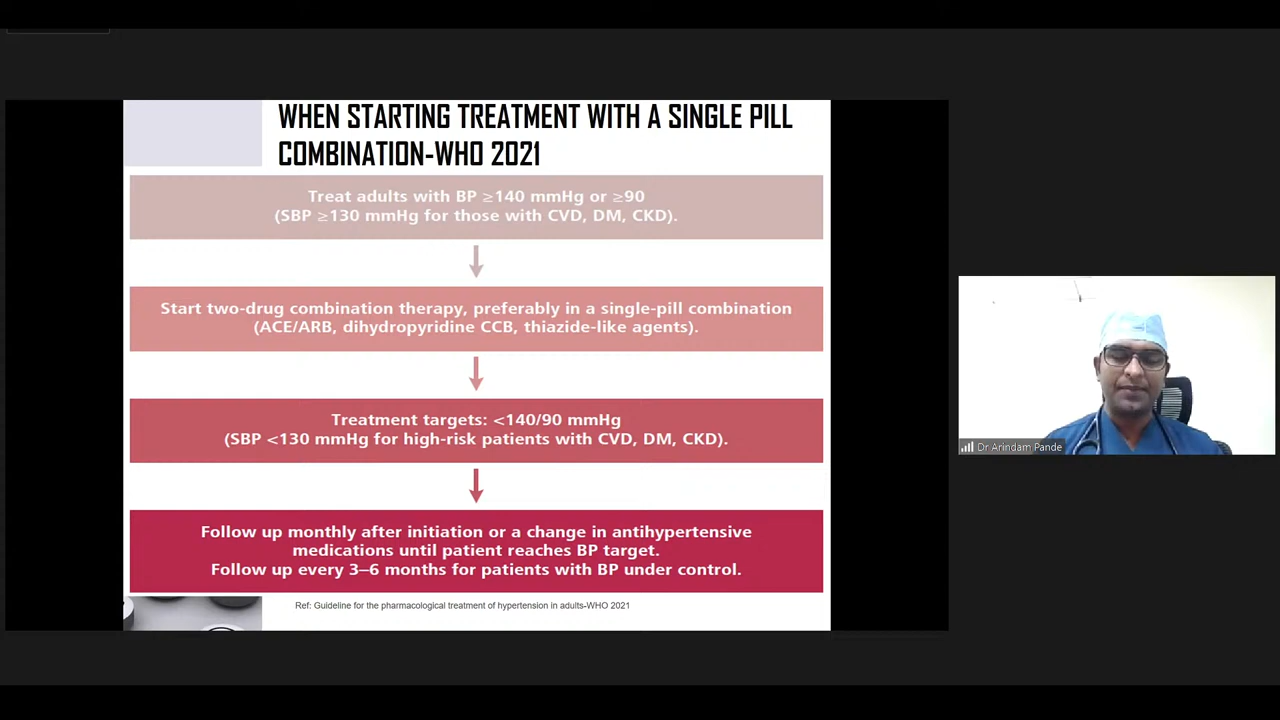 WHEN STARTING TREATMENT WITH A SINGLE PILL
COMBINATION-WHO 2021
Treat adults with BP ≥140 mmHg or ≥90
(SBP ≥130 mmHg for those with CVD, DM, CKD).
Start two-drug combination therapy, preferably in a single-pill combination
(ACE/ARB, dihydropyridine CCB, thiazide-like agents).
Treatment targets: <140/90 mmHg
(SBP <130 mmHg for high-risk patients with CVD, DM, CKD).
Follow up monthly after initiation or a change in antihypertensive
medications until patient reaches BP target.
Follow up every 3–6 months for patients with BP under control.
Ref: Guideline for the pharmacological treatment of hypertension in adults-WHO 2021
Dr Arindam Pande